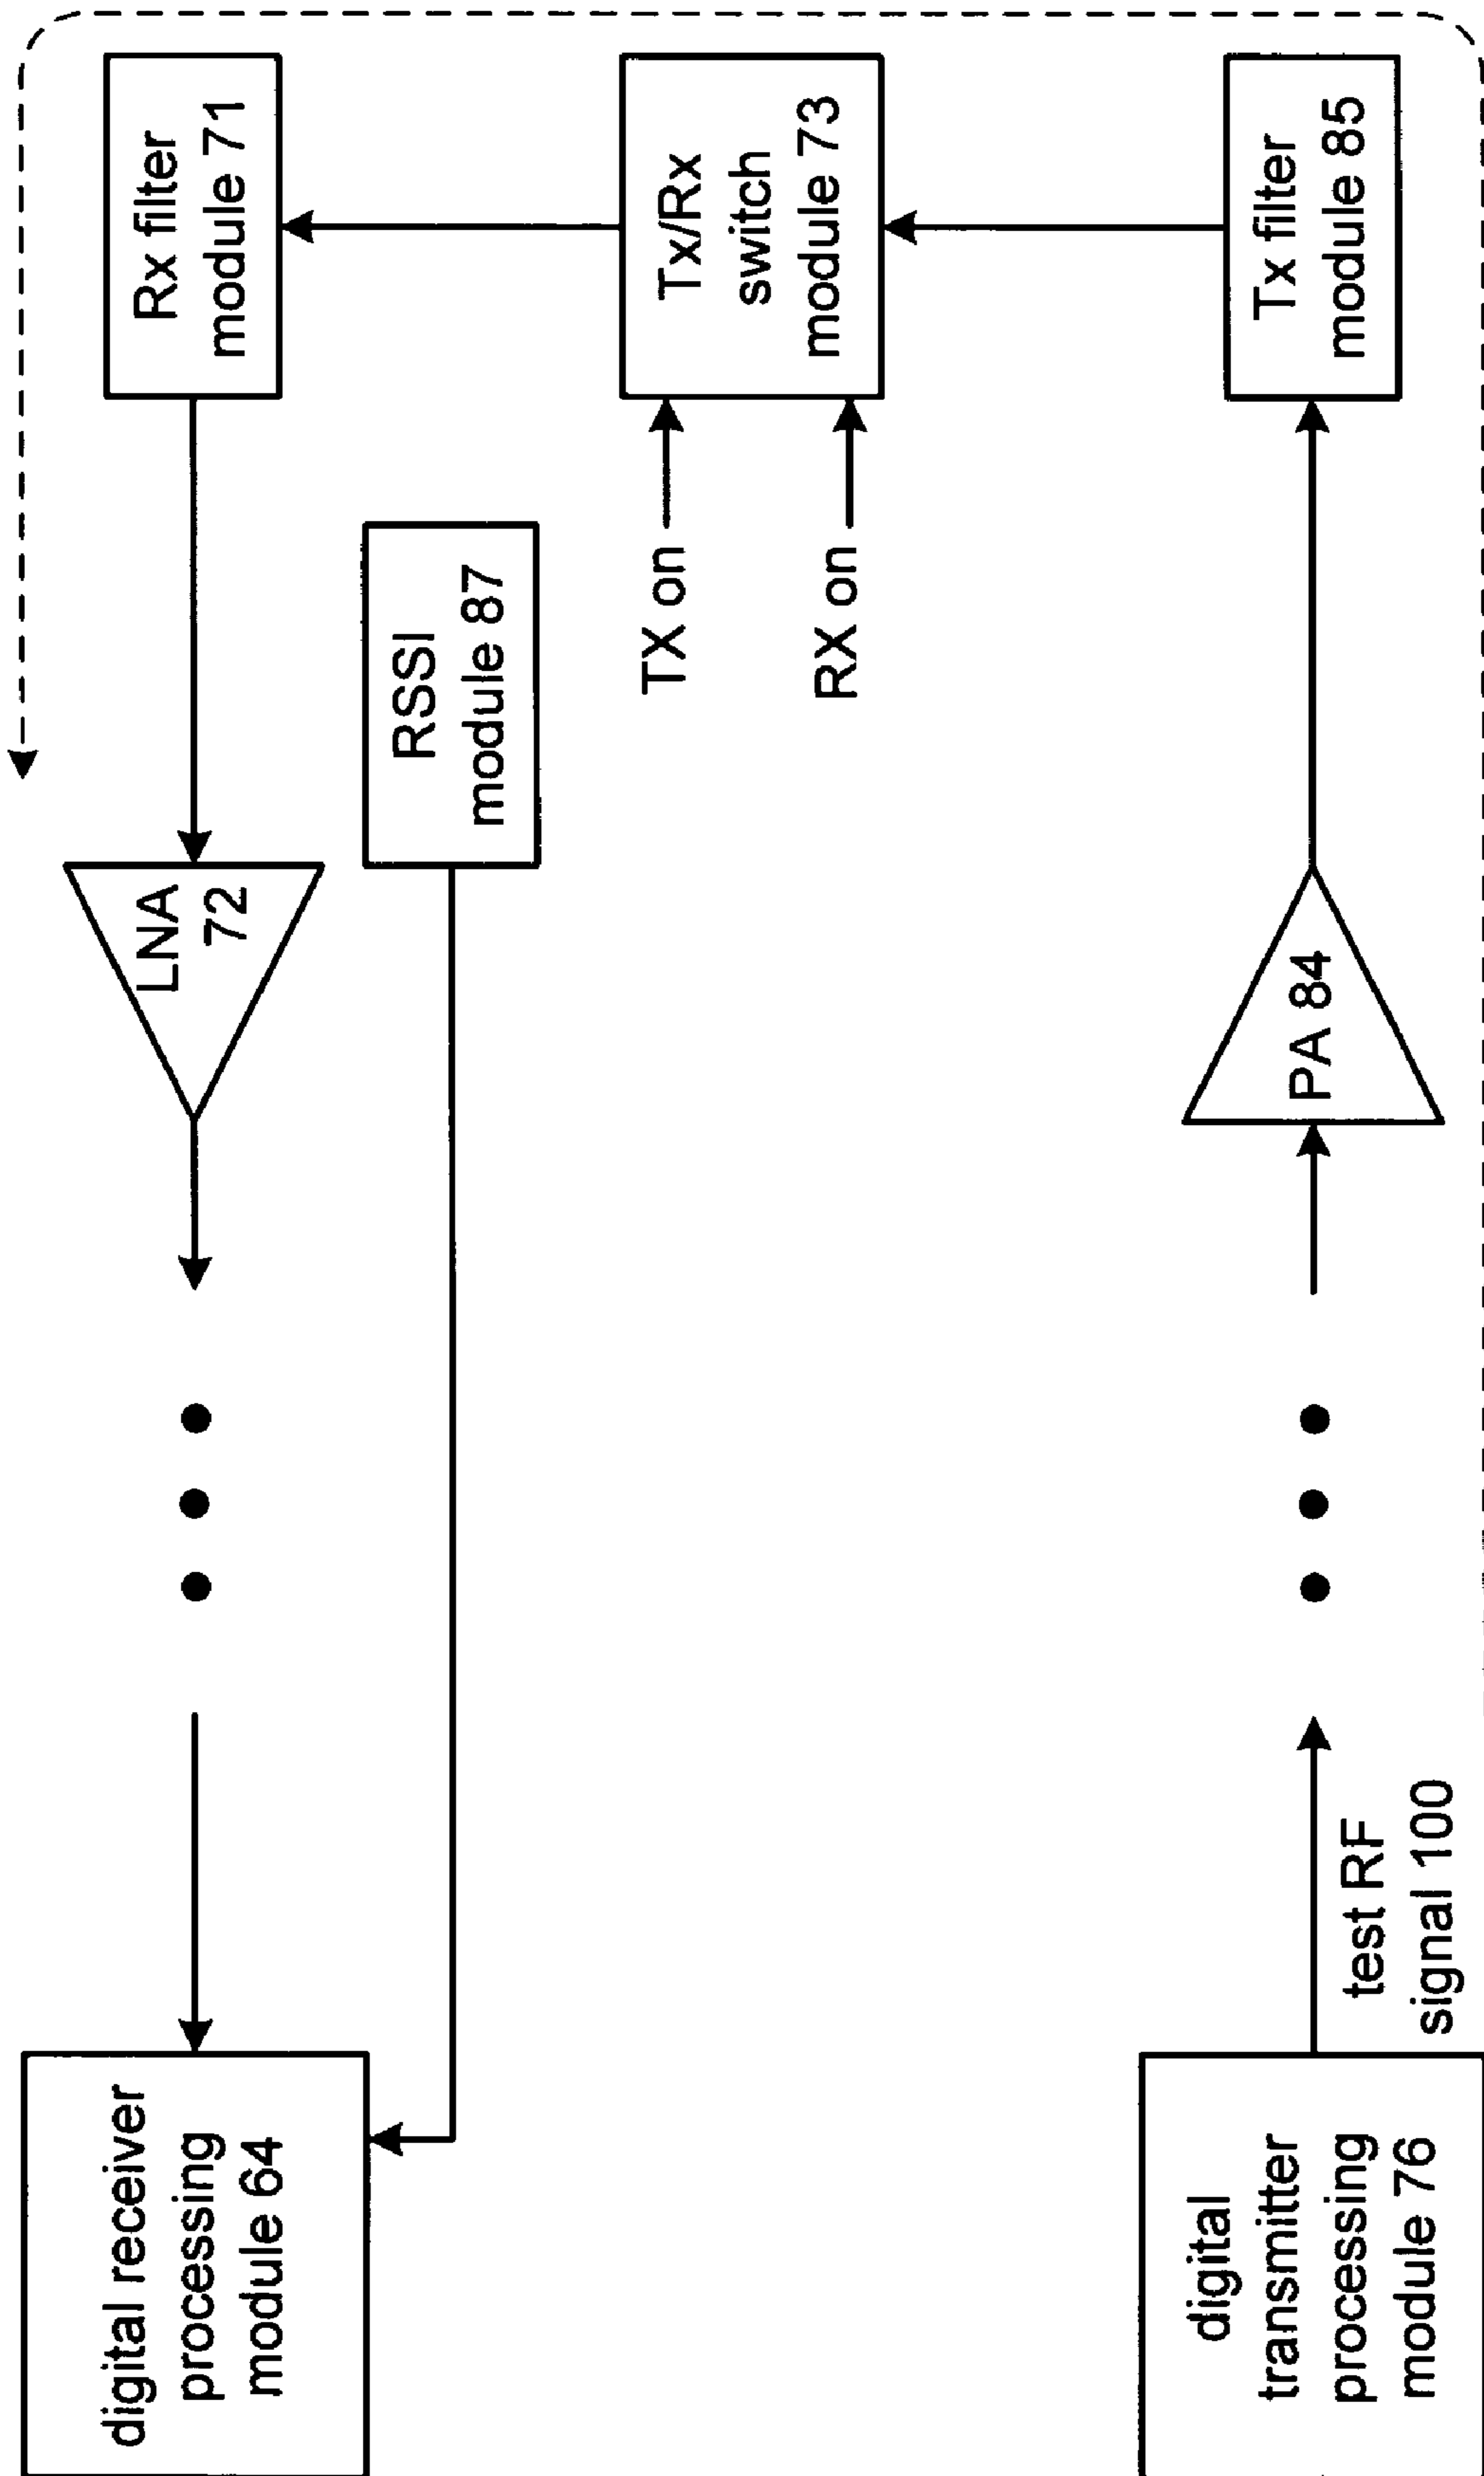 digital receiver
processing
module 64
LNA
72
Rx filter
module 71
RSSI
module 87
TX on
RX on
Tx/Rx
switch
module 73
digital
transmitter
processing
module 76
test RF
signal 100
PA 84
Tx filter
module 85